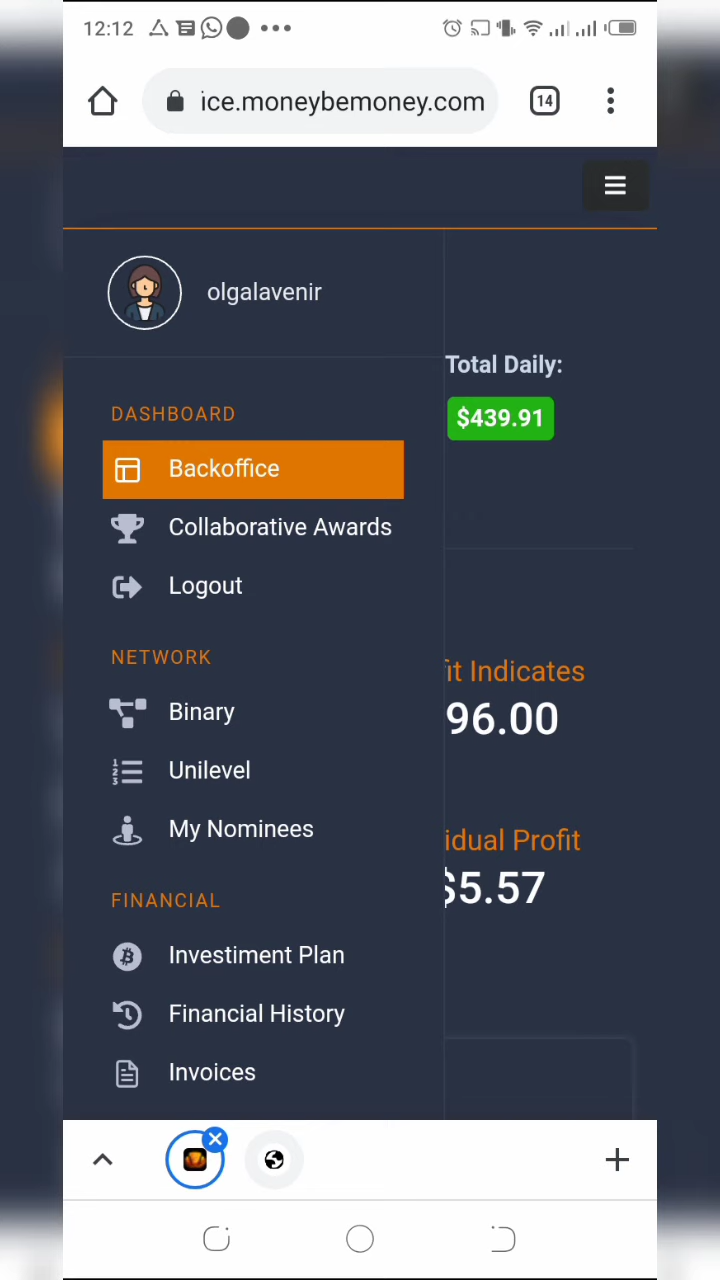 12:12
ice.moneybemoney.com
14
olgalavenir
Total Daily:
$439.91
DASHBOARD
Backoffice
Collaborative Awards
Logout
NETWORK
Binary
Unilevel
My Nominees
it Indicates
96.00
idual Profit
$5.57
FINANCIAL
Investiment Plan
Financial History
Invoices